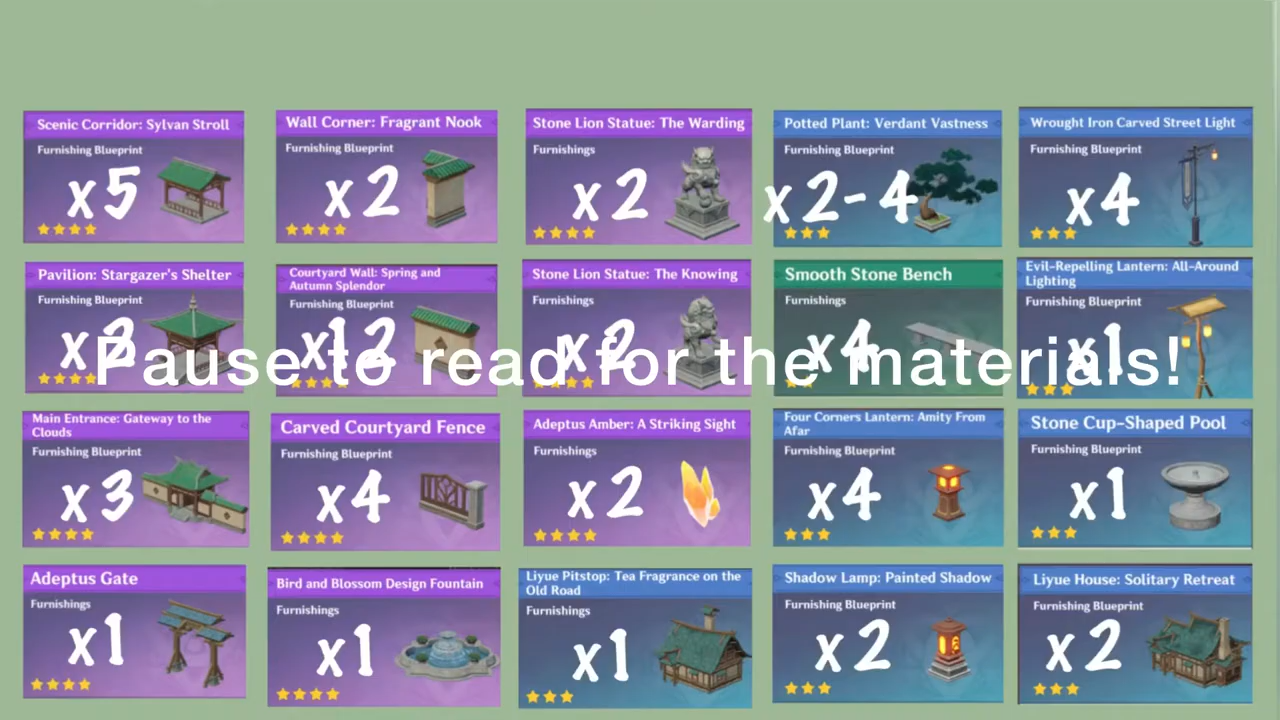 Scenic Corridor: Sylvan Stroll
Furnishing Blueprint
x5
Wall Corner: Fragrant Nook
Furnishing Blueprint
x2
Stone Lion Statue: The Warding
Furnishings
x2
Potted Plant: Verdant Vastness
Furnishing Blueprint
x2-4
Wrought Iron Carved Street Light
Furnishing Blueprint
x4
Pavilion: Stargazer's Shelter
Furnishing Blueprint
x2
Courtyard Wall: Spring and
Autumn Splendor
Furnishing Blueprint
x12
Stone Lion Statue: The Knowing
Furnishings
x2
Smooth Stone Bench
Furnishings
x4
Evil-Repelling Lantern: All-Around
Lighting
Furnishing Blueprint
x1
Pause to read for the materials!
Main Entrance: Gateway to the
Clouds
Furnishing Blueprint
x3
Carved Courtyard Fence
Furnishing Blueprint
x4
Adeptus Amber: A Striking Sight
Furnishings
x2
Four Corners Lantern: Amity From
Afar
Furnishing Blueprint
x4
Stone Cup-Shaped Pool
Furnishing Blueprint
x1
Adeptus Gate
Furnishings
x1
Bird and Blossom Design Fountain
Furnishings
x1
Liyue Pitstop: Tea Fragrance on the
Old Road
Furnishings
x1
Shadow Lamp: Painted Shadow
Furnishing Blueprint
x2
Liyue House: Solitary Retreat
Furnishing Blueprint
x2